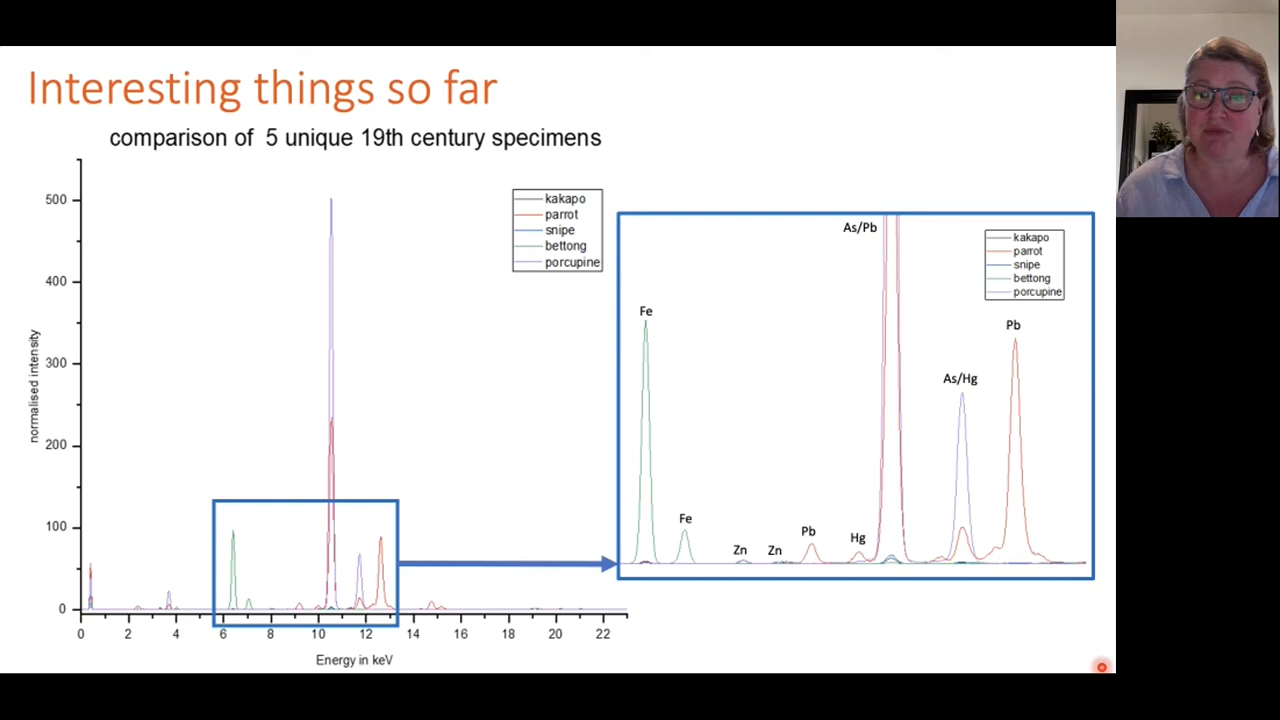 Interesting things so far
comparison of 5 unique 19th century specimens
normalised intensity
500
400
300
200
100
0
0 2 4 6 8 10 12 14 16 18 20 22
Energy in keV
kakapo
parrot
snipe
bettong
porcupine
As/Pb
kakapo
parrot
snipe
bettong
porcupine
Fe
Pb
As/Hg
Fe
Zn
Zn
Pb
Hg